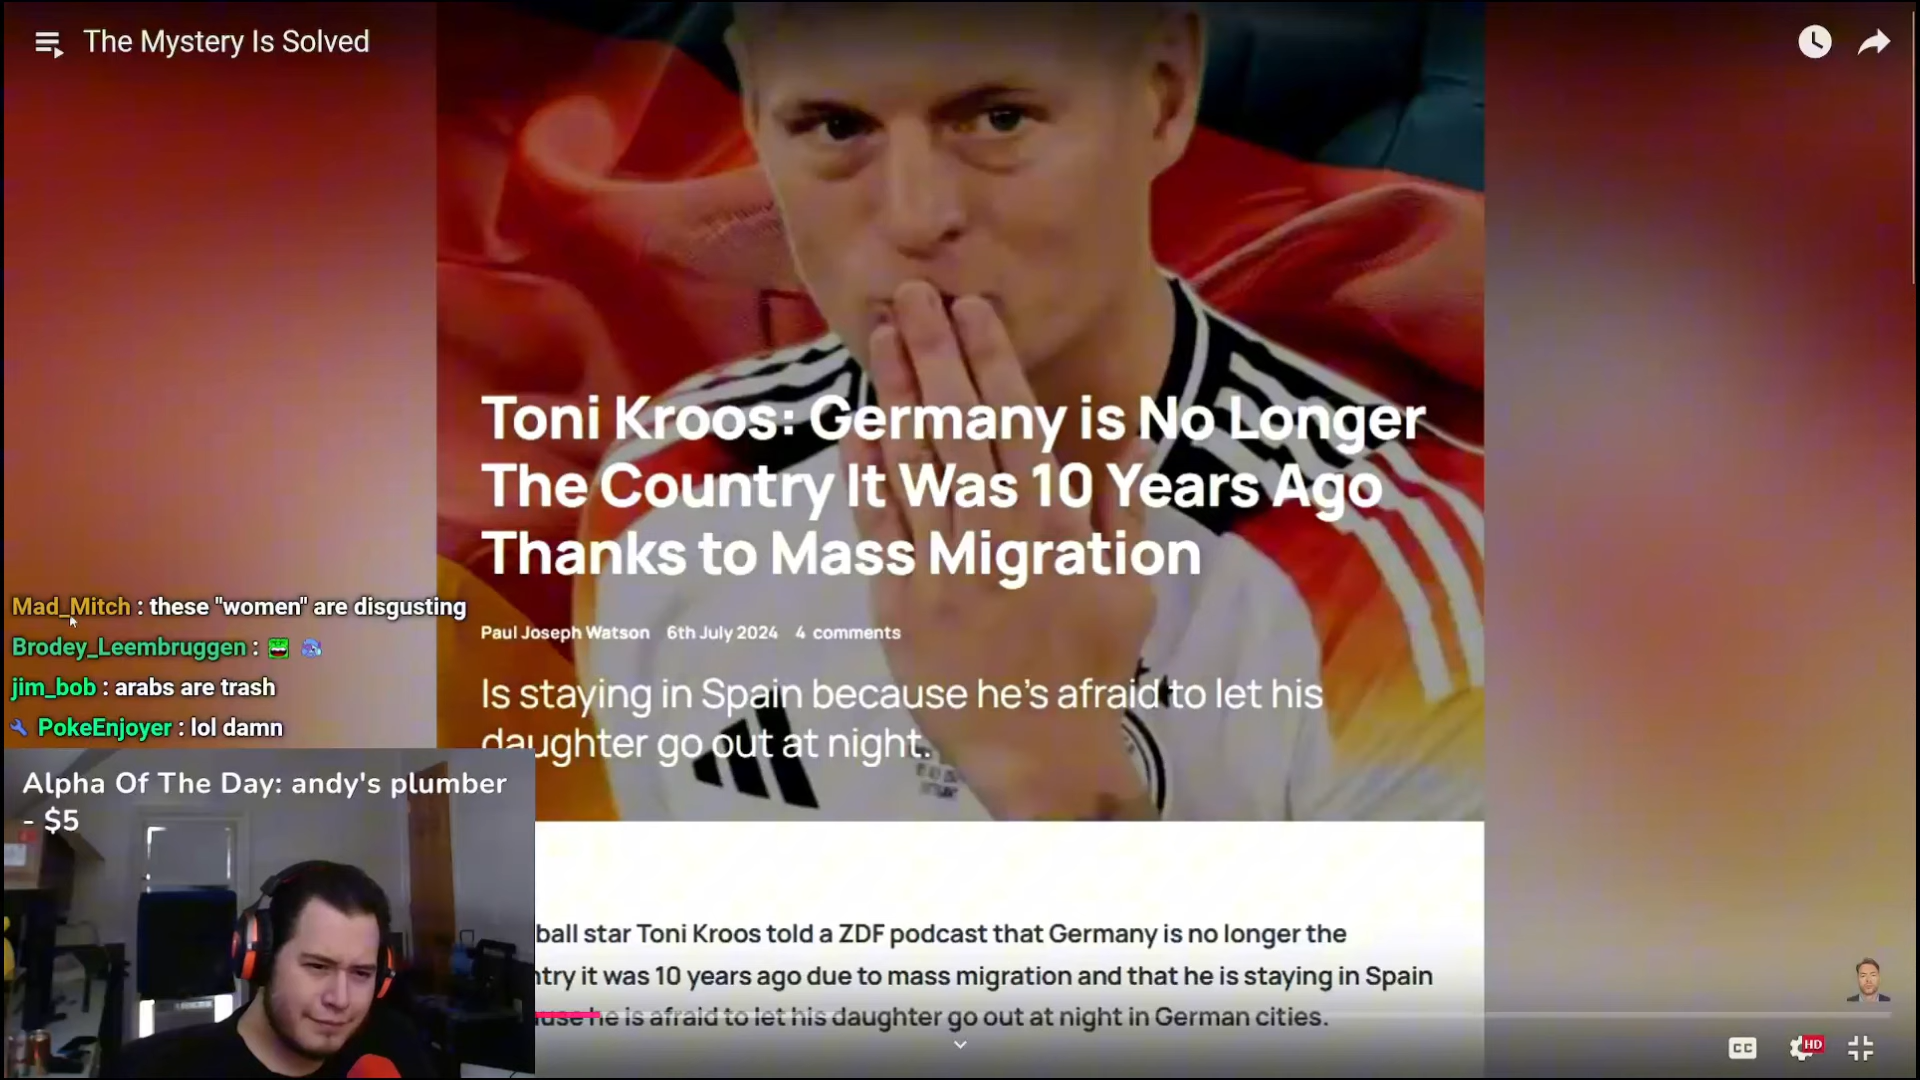 The Mystery Is Solved
Toni Kroos: Germany is No Longer
The Country It Was 10 Years Ago
Thanks to Mass Migration
Paul Joseph Watson 6th July 2024 4 comments
Is staying in Spain because he's afraid to let his
daughter go out at night.
Mad_Mitch : these "women" are disgusting
Brodey_Leembruggen :
jim_bob : arabs are trash
PokeEnjoyer : lol damn
Alpha Of The Day: andy's plumber
- $5
ball star Toni Kroos told a ZDF podcast that Germany is no longer the
ntry it was 10 years ago due to mass migration and that he is staying in Spain
use he is afraid to let his daughter go out at night in German cities.
CC
HD